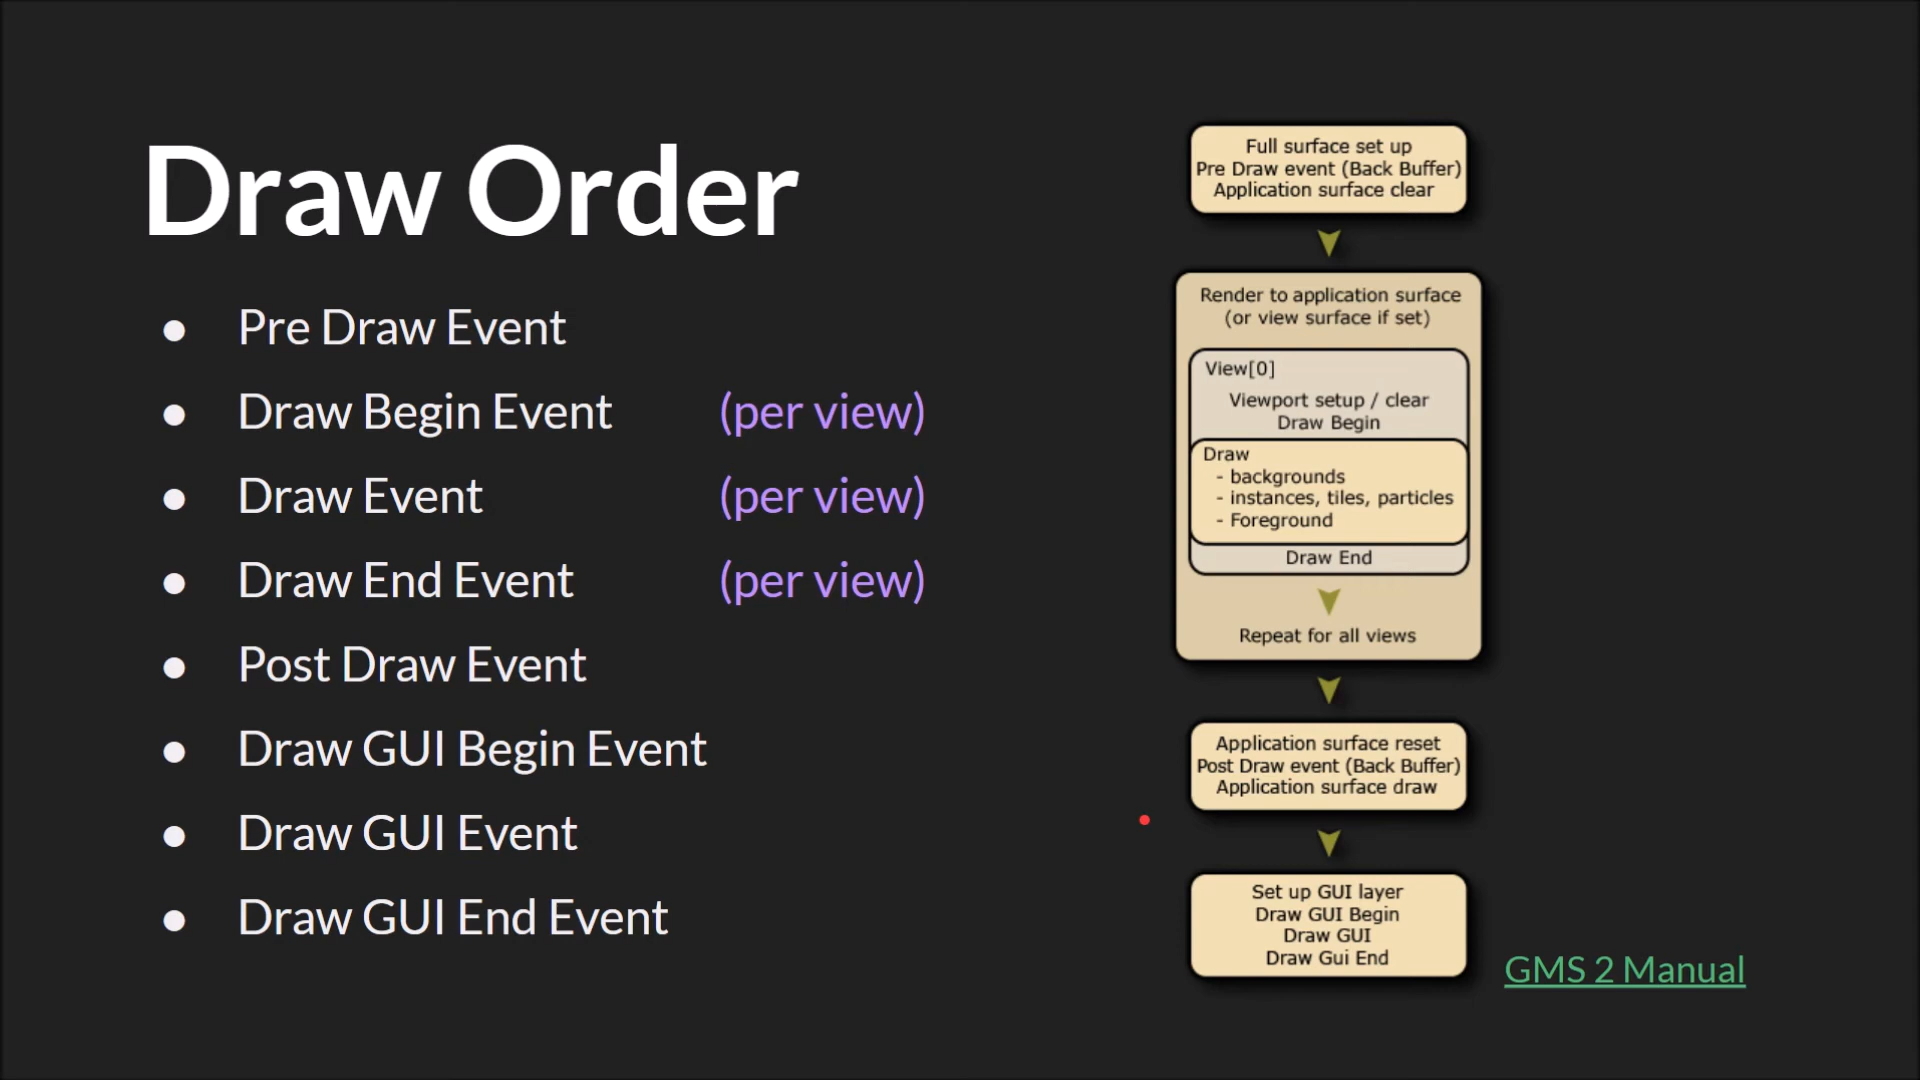 Draw Order
● Pre Draw Event
● Draw Begin Event (per view)
● Draw Event (per view)
● Draw End Event (per view)
● Post Draw Event
● Draw GUI Begin Event
● Draw GUI Event
● Draw GUI End Event
Full surface set up
Pre Draw event (Back Buffer)
Application surface clear
Render to application surface
(or view surface if set)
View[0]
Viewport setup / clear
Draw Begin
Draw
- backgrounds
- instances, tiles, particles
- Foreground
Draw End
Repeat for all views
Application surface reset
Post Draw event (Back Buffer)
Application surface draw
Set up GUI layer
Draw GUI Begin
Draw GUI
Draw Gui End
GMS 2 Manual